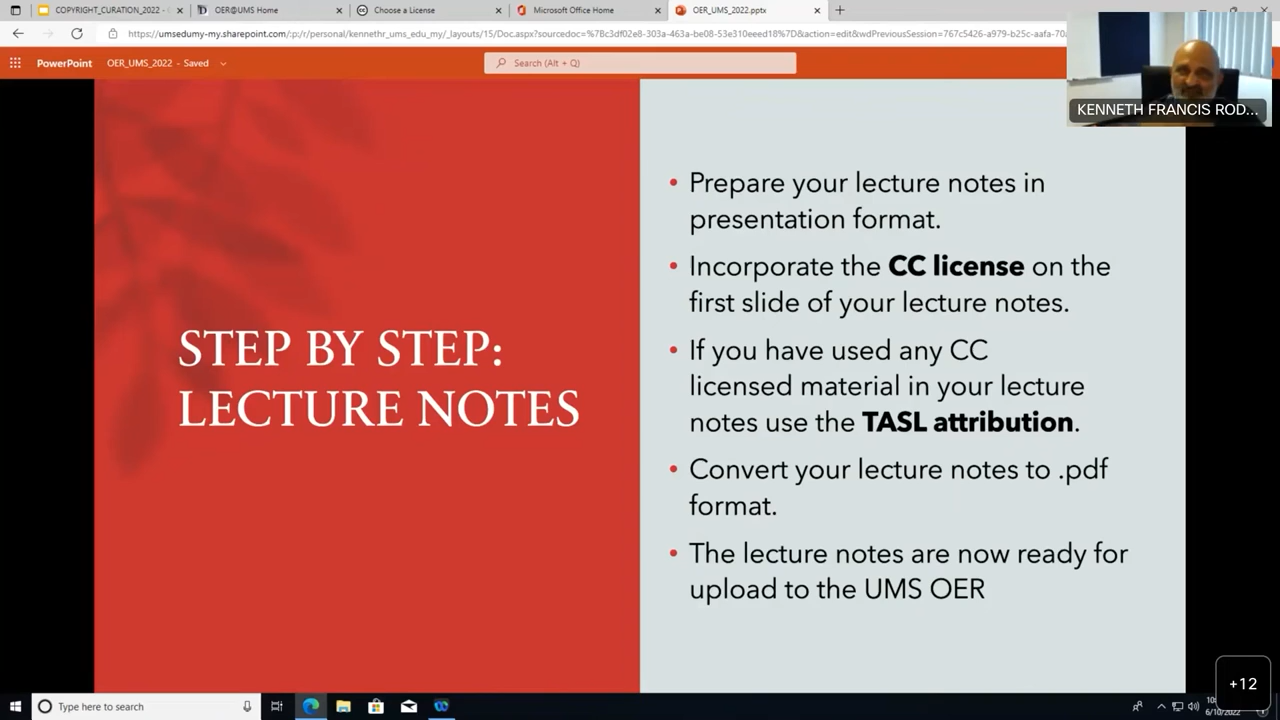 COPYRIGHT_CURATION_2022
OER@UMS Home
Choose a License
Microsoft Office Home
OER_UMS_2022.pptx
https://umsedumy-my.sharepoint.com/:p:/r/personal/kennethr_ums_edu_my/_layouts/15/Doc.aspx?sourcedoc=%7Bc3df02e8-303a-463a-be08-53e310eeed18%7D&action=edit&wdPreviousSession=767c5426-a979-b25c-aafa-70a
PowerPoint
OER_UMS_2022 - Saved
Search (Alt + Q)
KENNETH FRANCIS ROD...
STEP BY STEP:
LECTURE NOTES
• Prepare your lecture notes in
presentation format.
• Incorporate the CC license on the
first slide of your lecture notes.
• If you have used any CC
licensed material in your lecture
notes use the TASL attribution.
• Convert your lecture notes to .pdf
format.
• The lecture notes are now ready for
upload to the UMS OER
+12
Type here to search
6/10/2022